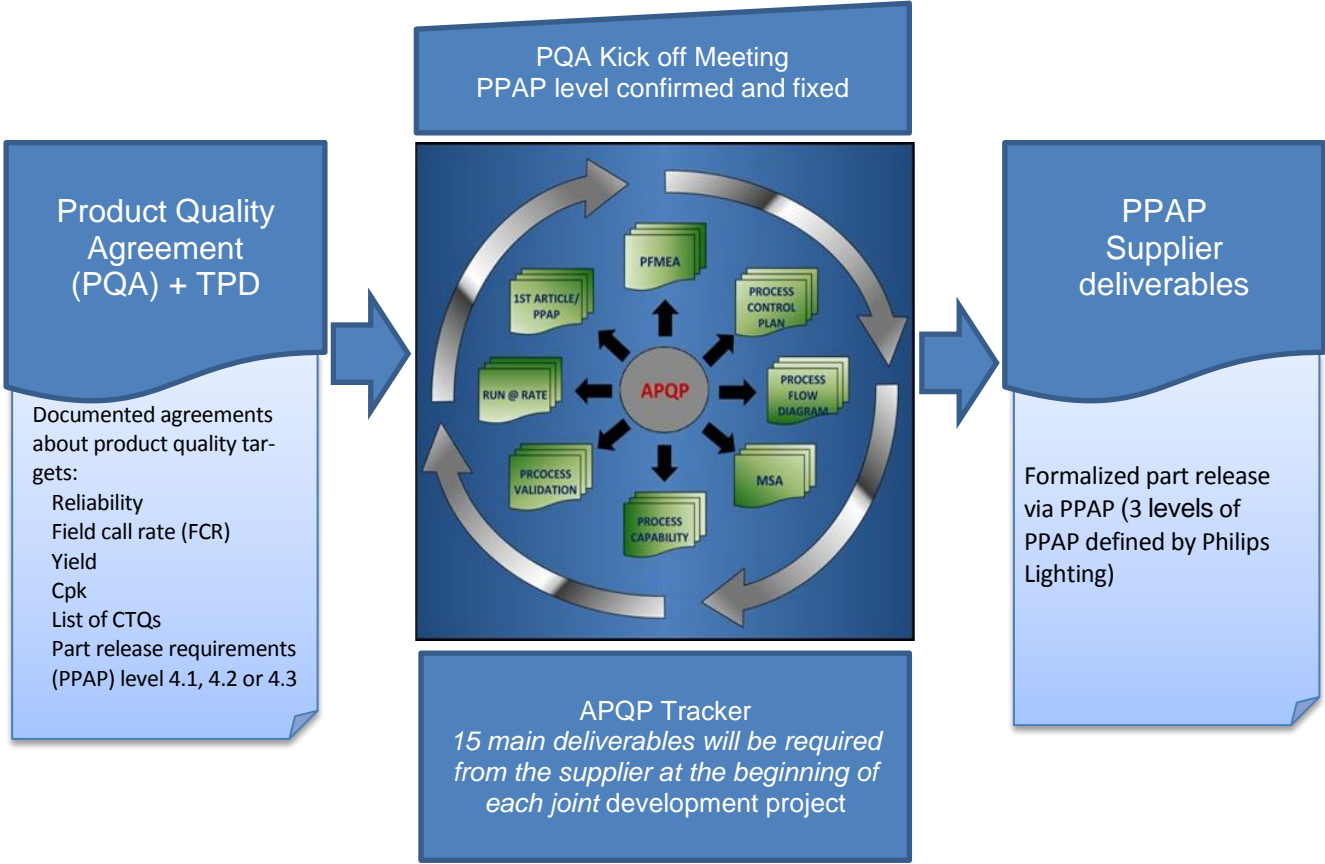 PQA Kick off Meeting
PPAP level confirmed and fixed
Product Quality
Agreement
(PQA) + TPD
Documented agreements
about product quality tar-
gets:
Reliability
Field call rate (FCR)
Yield
Cpk
List of CTQs
Part release requirements
(PPAP) level 4.1, 4.2 or 4.3
PFMEA
1ST ARTICLE/
PPAP
PROCESS
CONTROL
PLAN
RUN @ RATE
APQP
PROCESS
FLOW
DIAGRAM
PRCOCESS
VALIDATION
MSA
PROCESS
CAPABILITY
APQP Tracker
15 main deliverables will be required
from the supplier at the beginning of
each joint development project
PPAP
Supplier
deliverables
Formalized part release
via PPAP (3 levels of
PPAP defined by Philips
Lighting)